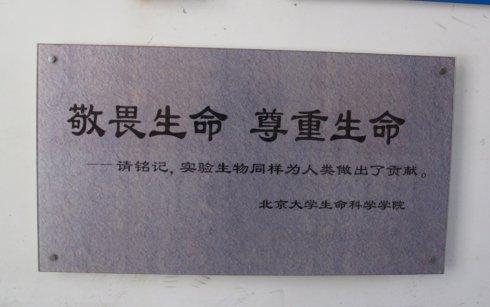 敬畏生命 尊重生命
——请铭记，实验生物同样为人类做出了贡献。
北京大学生命科学学院